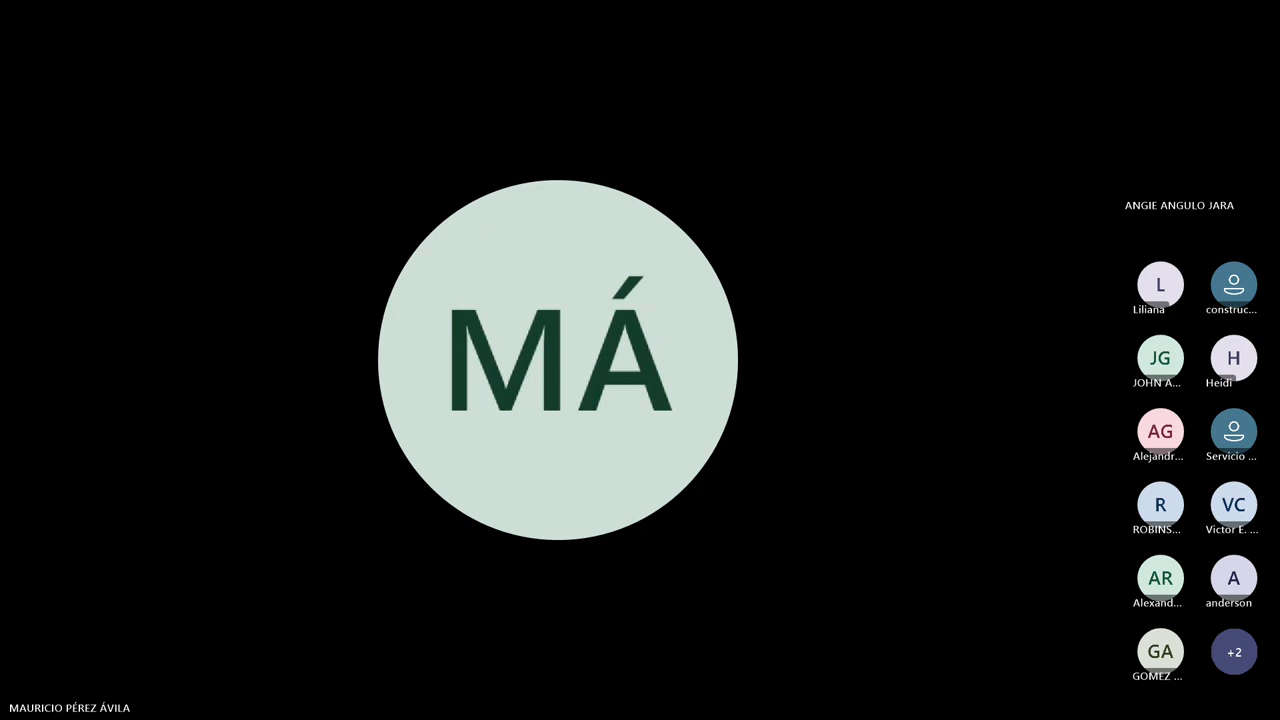 MÁ
MAURICIO PÉREZ ÁVILA
ANGIE ANGULO JARA
L
Liliana
construc...
JG
JOHN A...
H
Heidi
AG
Alejandr...
Servicio ...
R
ROBINS...
VC
Victor E. ...
AR
Alexand...
A
anderson
GA
GOMEZ ...
+2